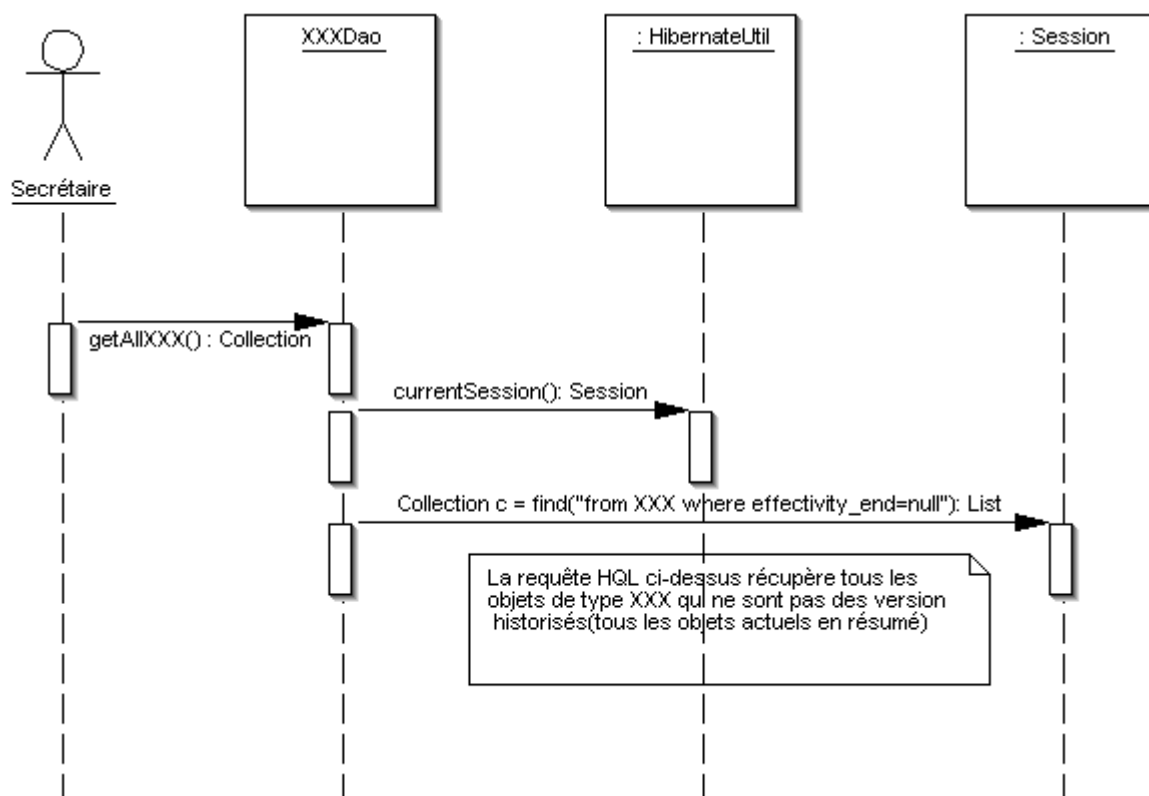 XXXDao
: HibernateUtil
: Session
Secrétaire
getAllXXX() : Collection
currentSession(): Session
Collection c = find("from XXX where effectivity_end=null"): List
La requête HQL ci-dessus récupère tous les
objets de type XXX qui ne sont pas des version
historisés(tous les objets actuels en résumé)